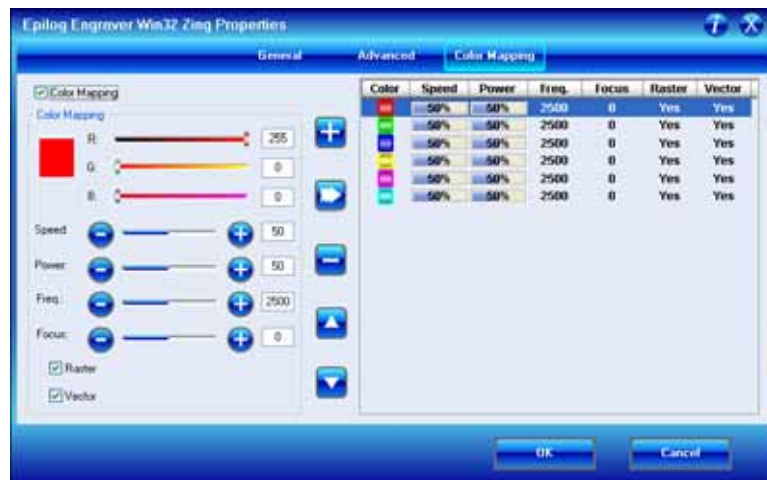 Epilog Engraver Win32 Zing Properties
General Advanced Color Mapping
Color Mapping
Color Mapping
R: 255
G: 0
B: 0
Speed 50
Power: 50
Freq.: 2500
Focus: 0
Raster
Vector
Color Speed Power Freq. Focus Raster Vector
50% 50% 2500 0 Yes Yes
50% 50% 2500 0 Yes Yes
50% 50% 2500 0 Yes Yes
50% 50% 2500 0 Yes Yes
50% 50% 2500 0 Yes Yes
50% 50% 2500 0 Yes Yes
OK Cancel